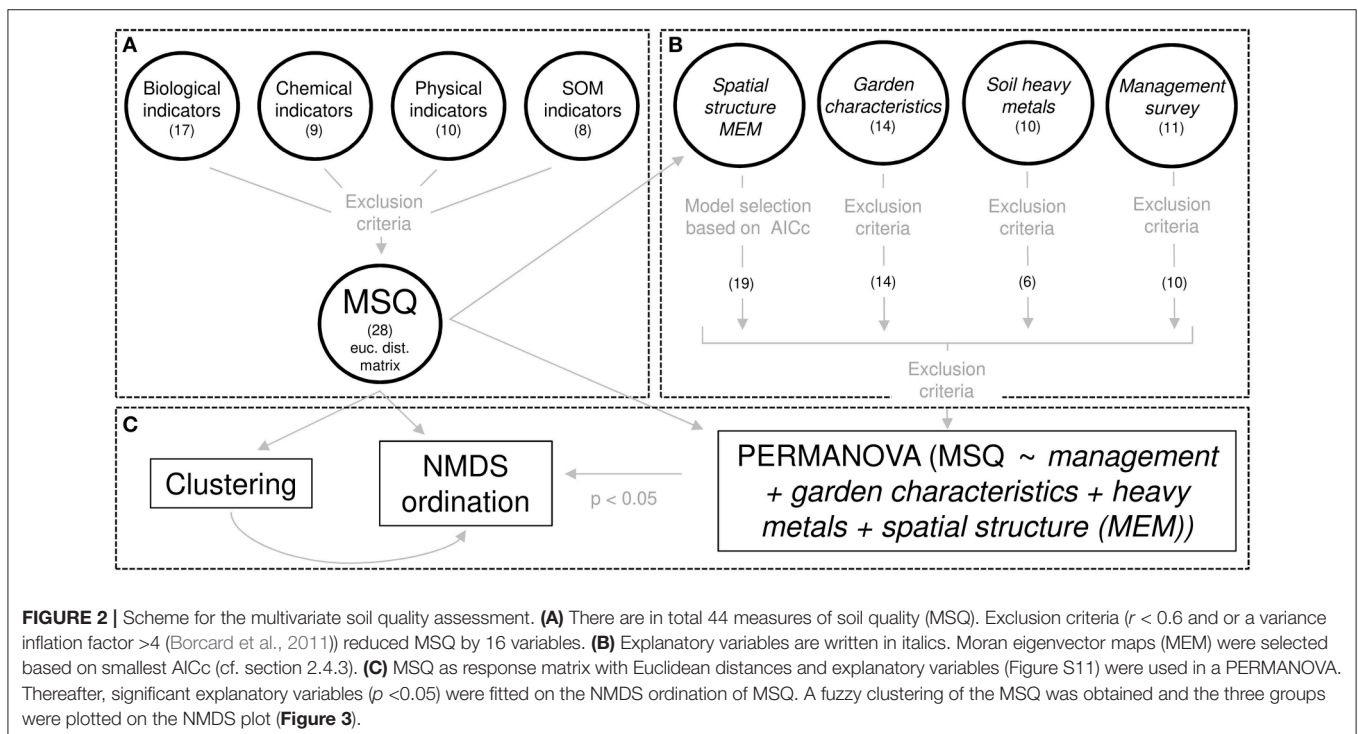 A
Biological
indicators
(17)
Chemical
indicators
(9)
Physical
indicators
(10)
SOM
indicators
(8)
Exclusion
criteria
MSQ
(28)
euc. dist.
matrix
B
Spatial
structure
MEM
Garden
characteristics
(14)
Soil heavy
metals
(10)
Management
survey
(11)
Model selection
based on AICc
Exclusion
criteria
Exclusion
criteria
Exclusion
criteria
(19)
(14)
(6)
(10)
Exclusion
criteria
C
Clustering
NMDS
ordination
p < 0.05
PERMANOVA (MSQ ~ management
+ garden characteristics + heavy
metals + spatial structure (MEM))
FIGURE 2 | Scheme for the multivariate soil quality assessment. (A) There are in total 44 measures of soil quality (MSQ). Exclusion criteria (r < 0.6 and or a variance
inflation factor >4 (Borcard et al., 2011)) reduced MSQ by 16 variables. (B) Explanatory variables are written in italics. Moran eigenvector maps (MEM) were selected
based on smallest AICc (cf. section 2.4.3). (C) MSQ as response matrix with Euclidean distances and explanatory variables (Figure S11) were used in a PERMANOVA.
Thereafter, significant explanatory variables (p <0.05) were fitted on the NMDS ordination of MSQ. A fuzzy clustering of the MSQ was obtained and the three groups
were plotted on the NMDS plot (Figure 3).